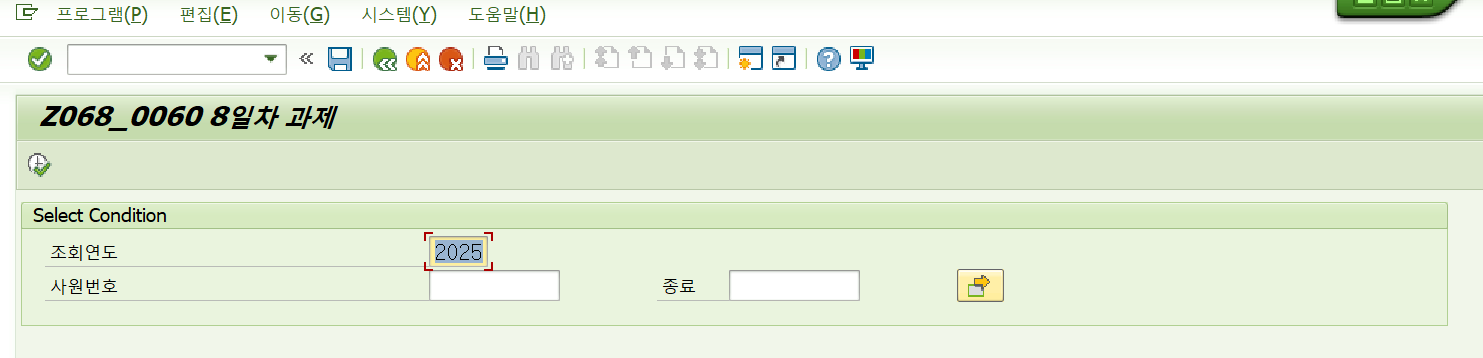 프로그램(P) 편집(E) 이동(G) 시스템(Y) 도움말(H)
Z068_0060 8일차 과제
Select Condition
조회연도 2025
사원번호 종료